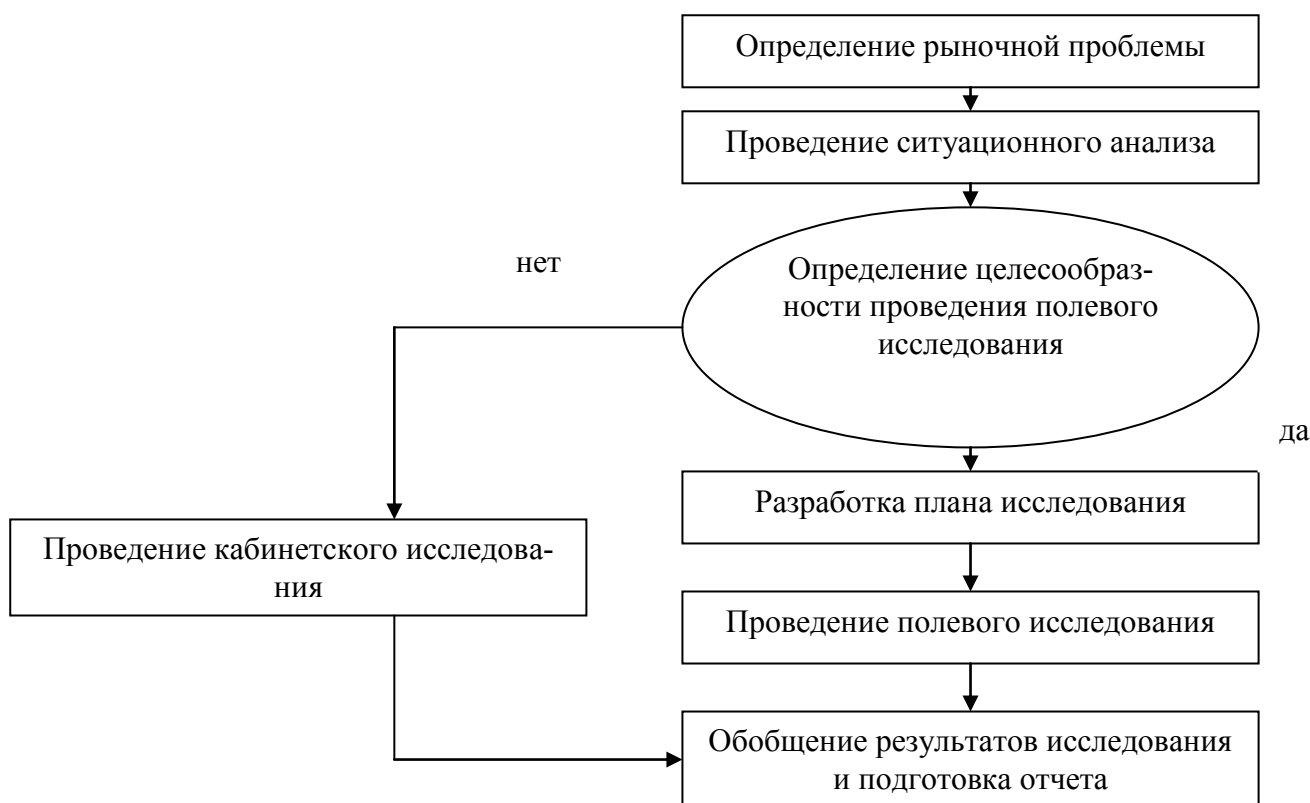 Определение рыночной проблемы
Проведение ситуационного анализа
нет
Определение целесообраз-
ности проведения полевого
исследования
да
Разработка плана исследования
Проведение кабинетского исследова-
ния
Проведение полевого исследования
Обобщение результатов исследования
и подготовка отчета